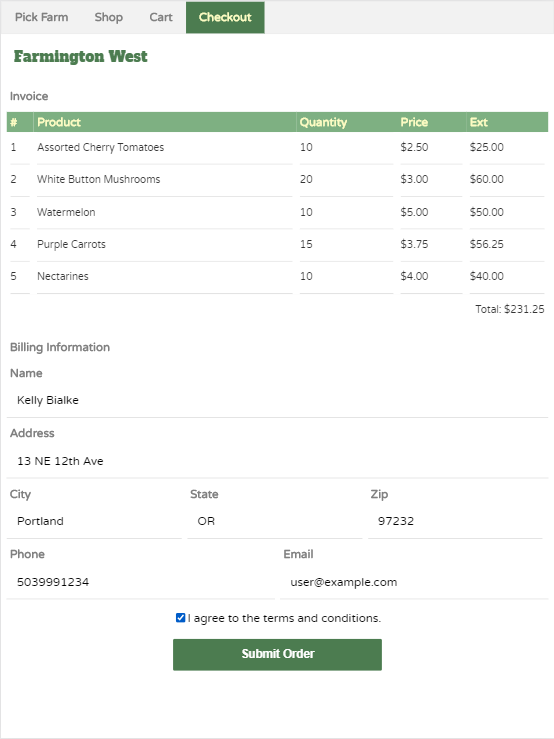 Pick Farm Shop Cart Checkout
Farmington West
Invoice
# Product Quantity Price Ext
1 Assorted Cherry Tomatoes 10 $2.50 $25.00
2 White Button Mushrooms 20 $3.00 $60.00
3 Watermelon 10 $5.00 $50.00
4 Purple Carrots 15 $3.75 $56.25
5 Nectarines 10 $4.00 $40.00
Total: $231.25
Billing Information
Name
Kelly Bialke
Address
13 NE 12th Ave
City State Zip
Portland OR 97232
Phone Email
5039991234 user@example.com
I agree to the terms and conditions.
Submit Order